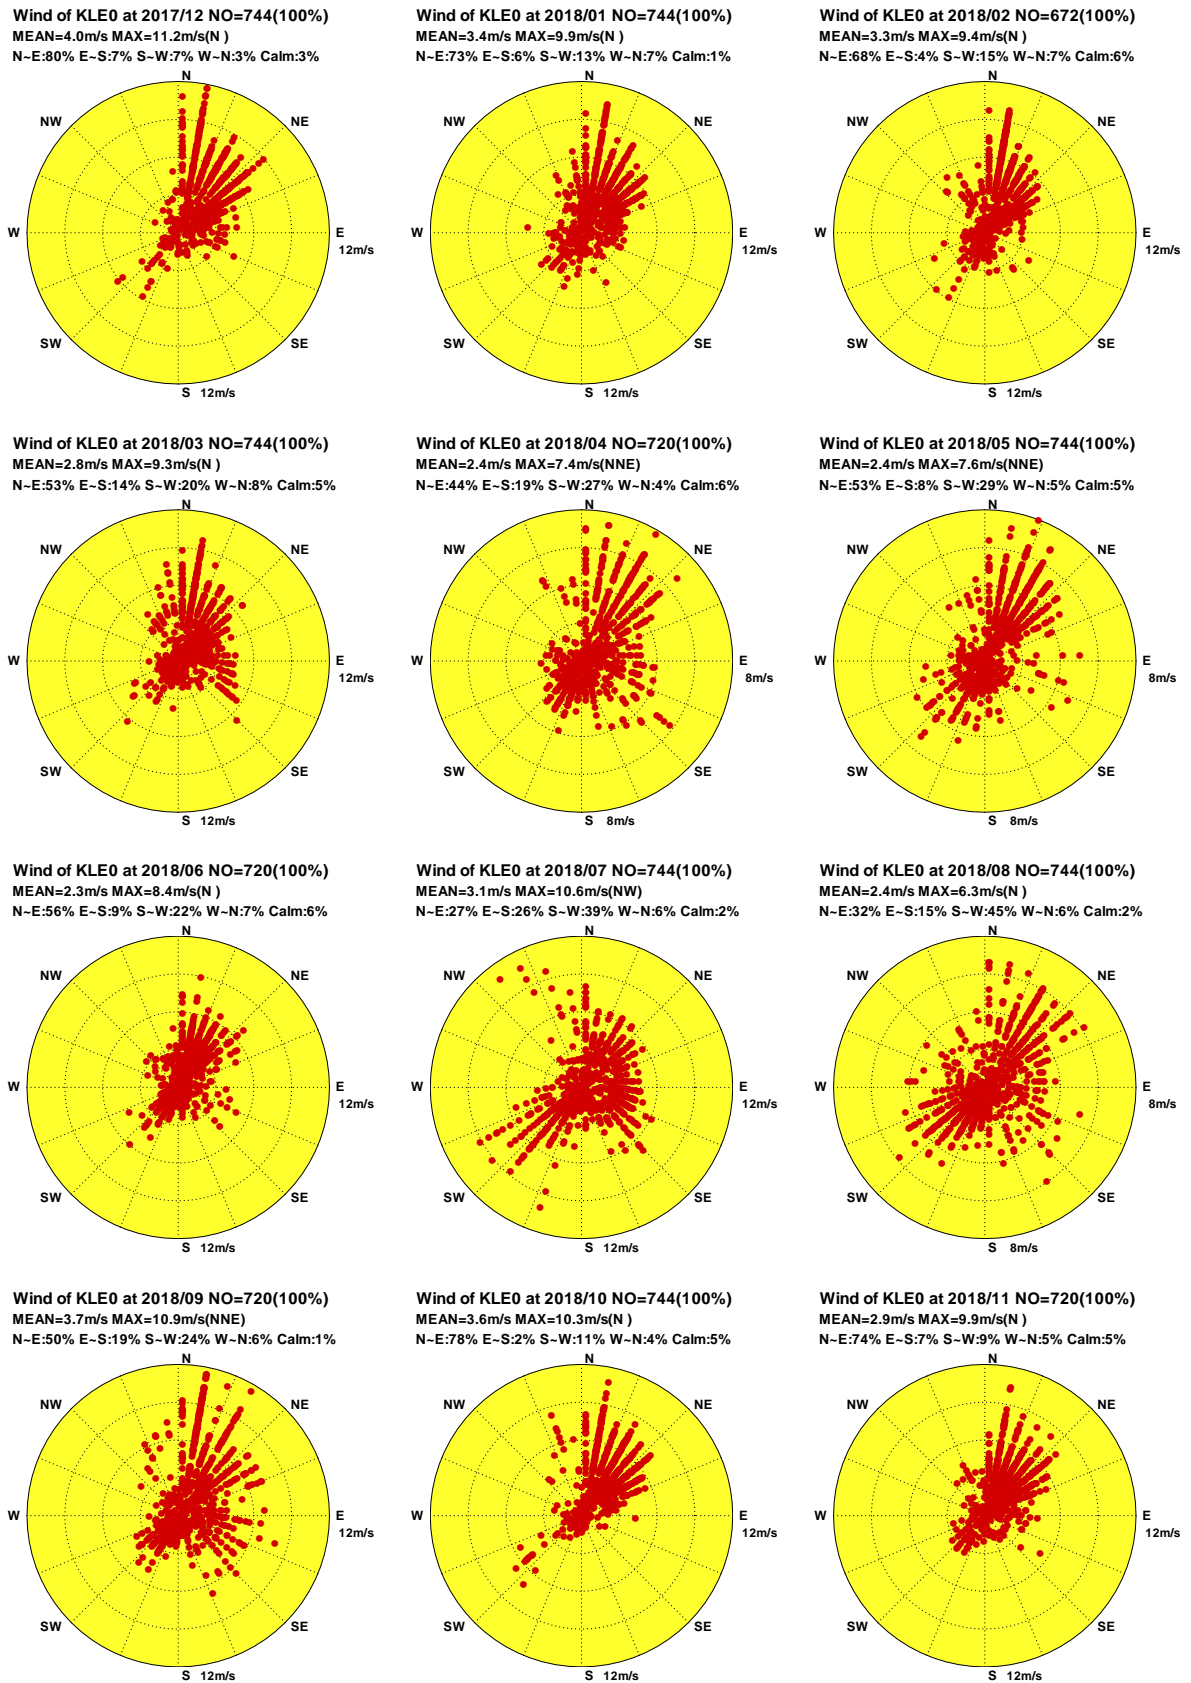 Wind of KLE0 at 2017/12 NO=744(100%)
MEAN=4.0m/s MAX=11.2m/s(N )
N~E:80% E~S:7% S~W:7% W~N:3% Calm:3%
N
NW
NE
W
E
12m/s
SW
SE
S 12m/s
Wind of KLE0 at 2018/01 NO=744(100%)
MEAN=3.4m/s MAX=9.9m/s(N )
N~E:73% E~S:6% S~W:13% W~N:7% Calm:1%
N
NW
NE
W
E
12m/s
SW
SE
S 12m/s
Wind of KLE0 at 2018/02 NO=672(100%)
MEAN=3.3m/s MAX=9.4m/s(N )
N~E:68% E~S:4% S~W:15% W~N:7% Calm:6%
N
NW
NE
W
E
12m/s
SW
SE
S 12m/s
Wind of KLE0 at 2018/03 NO=744(100%)
MEAN=2.8m/s MAX=9.3m/s(N )
N~E:53% E~S:14% S~W:20% W~N:8% Calm:5%
N
NW
NE
W
E
12m/s
SW
SE
S 12m/s
Wind of KLE0 at 2018/04 NO=720(100%)
MEAN=2.4m/s MAX=7.4m/s(NNE)
N~E:44% E~S:19% S~W:27% W~N:4% Calm:6%
N
NW
NE
W
E
8m/s
SW
SE
S 8m/s
Wind of KLE0 at 2018/05 NO=744(100%)
MEAN=2.4m/s MAX=7.6m/s(NNE)
N~E:53% E~S:8% S~W:29% W~N:5% Calm:5%
N
NW
NE
W
E
8m/s
SW
SE
S 8m/s
Wind of KLE0 at 2018/06 NO=720(100%)
MEAN=2.3m/s MAX=8.4m/s(N )
N~E:56% E~S:9% S~W:22% W~N:7% Calm:6%
N
NW
NE
W
E
12m/s
SW
SE
S 12m/s
Wind of KLE0 at 2018/07 NO=744(100%)
MEAN=3.1m/s MAX=10.6m/s(NW)
N~E:27% E~S:26% S~W:39% W~N:6% Calm:2%
N
NW
NE
W
E
12m/s
SW
SE
S 12m/s
Wind of KLE0 at 2018/08 NO=744(100%)
MEAN=2.4m/s MAX=6.3m/s(N )
N~E:32% E~S:15% S~W:45% W~N:6% Calm:2%
N
NW
NE
W
E
8m/s
SW
SE
S 8m/s
Wind of KLE0 at 2018/09 NO=720(100%)
MEAN=3.7m/s MAX=10.9m/s(NNE)
N~E:50% E~S:19% S~W:24% W~N:6% Calm:1%
N
NW
NE
W
E
12m/s
SW
SE
S 12m/s
Wind of KLE0 at 2018/10 NO=744(100%)
MEAN=3.6m/s MAX=10.3m/s(N )
N~E:78% E~S:2% S~W:11% W~N:4% Calm:5%
N
NW
NE
W
E
12m/s
SW
SE
S 12m/s
Wind of KLE0 at 2018/11 NO=720(100%)
MEAN=2.9m/s MAX=9.9m/s(N )
N~E:74% E~S:7% S~W:9% W~N:5% Calm:5%
N
NW
NE
W
E
12m/s
SW
SE
S 12m/s